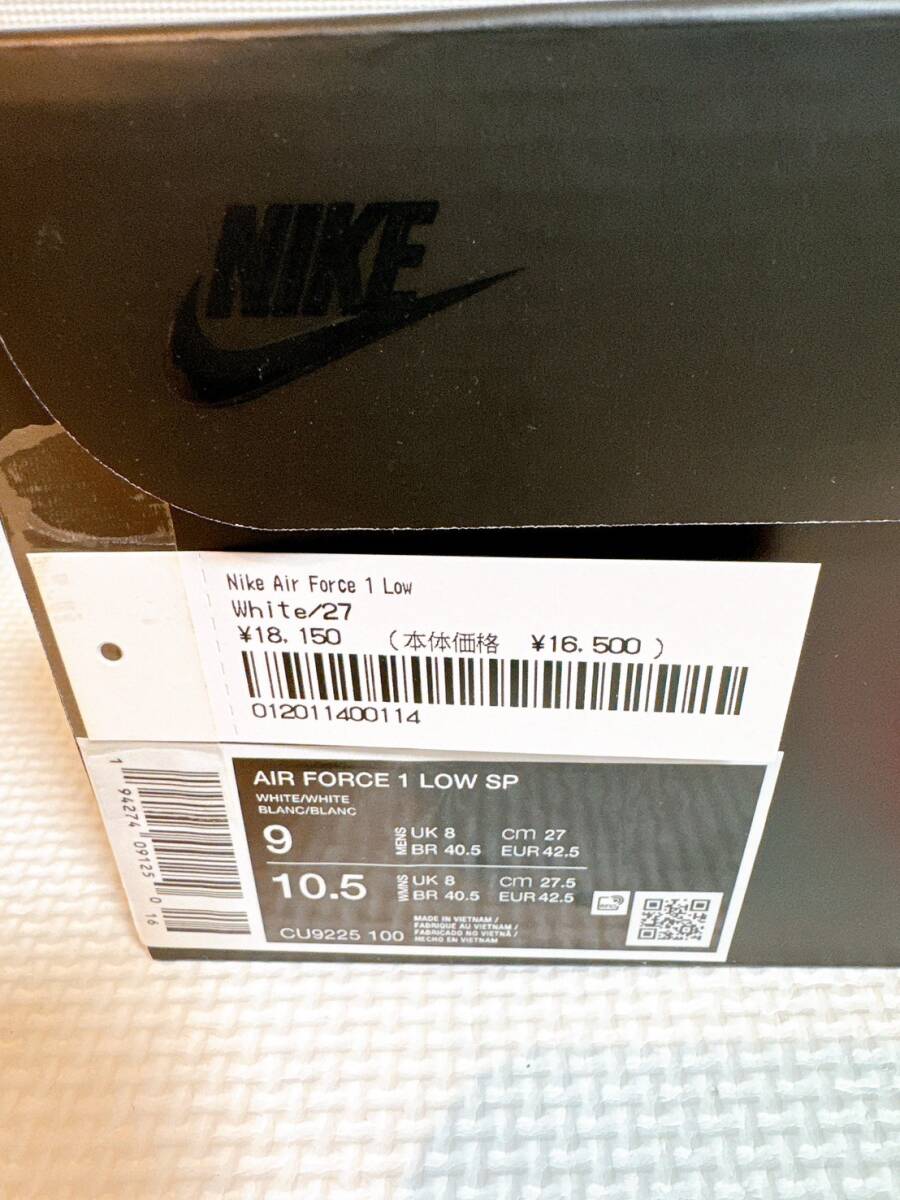 NIKE
Nike Air Force 1 Low
White/27
¥18,150 (本体価格 ¥16,500)
012011400114
AIR FORCE 1 LOW SP
WHITE/WHITE
BLANC/BLANC
9 MENS UK 8 cm 27
BR 40.5 EUR 42.5
10.5 WMNS UK 8 cm 27.5
BR 40.5 EUR 42.5
CU9225 100
MADE IN VIETNAM /
FABRIQUÉ AU VIETNAM /
FABRICADO NO VIETNÃ /
HECHO EN VIETNAM
1 94274 09125 0 16